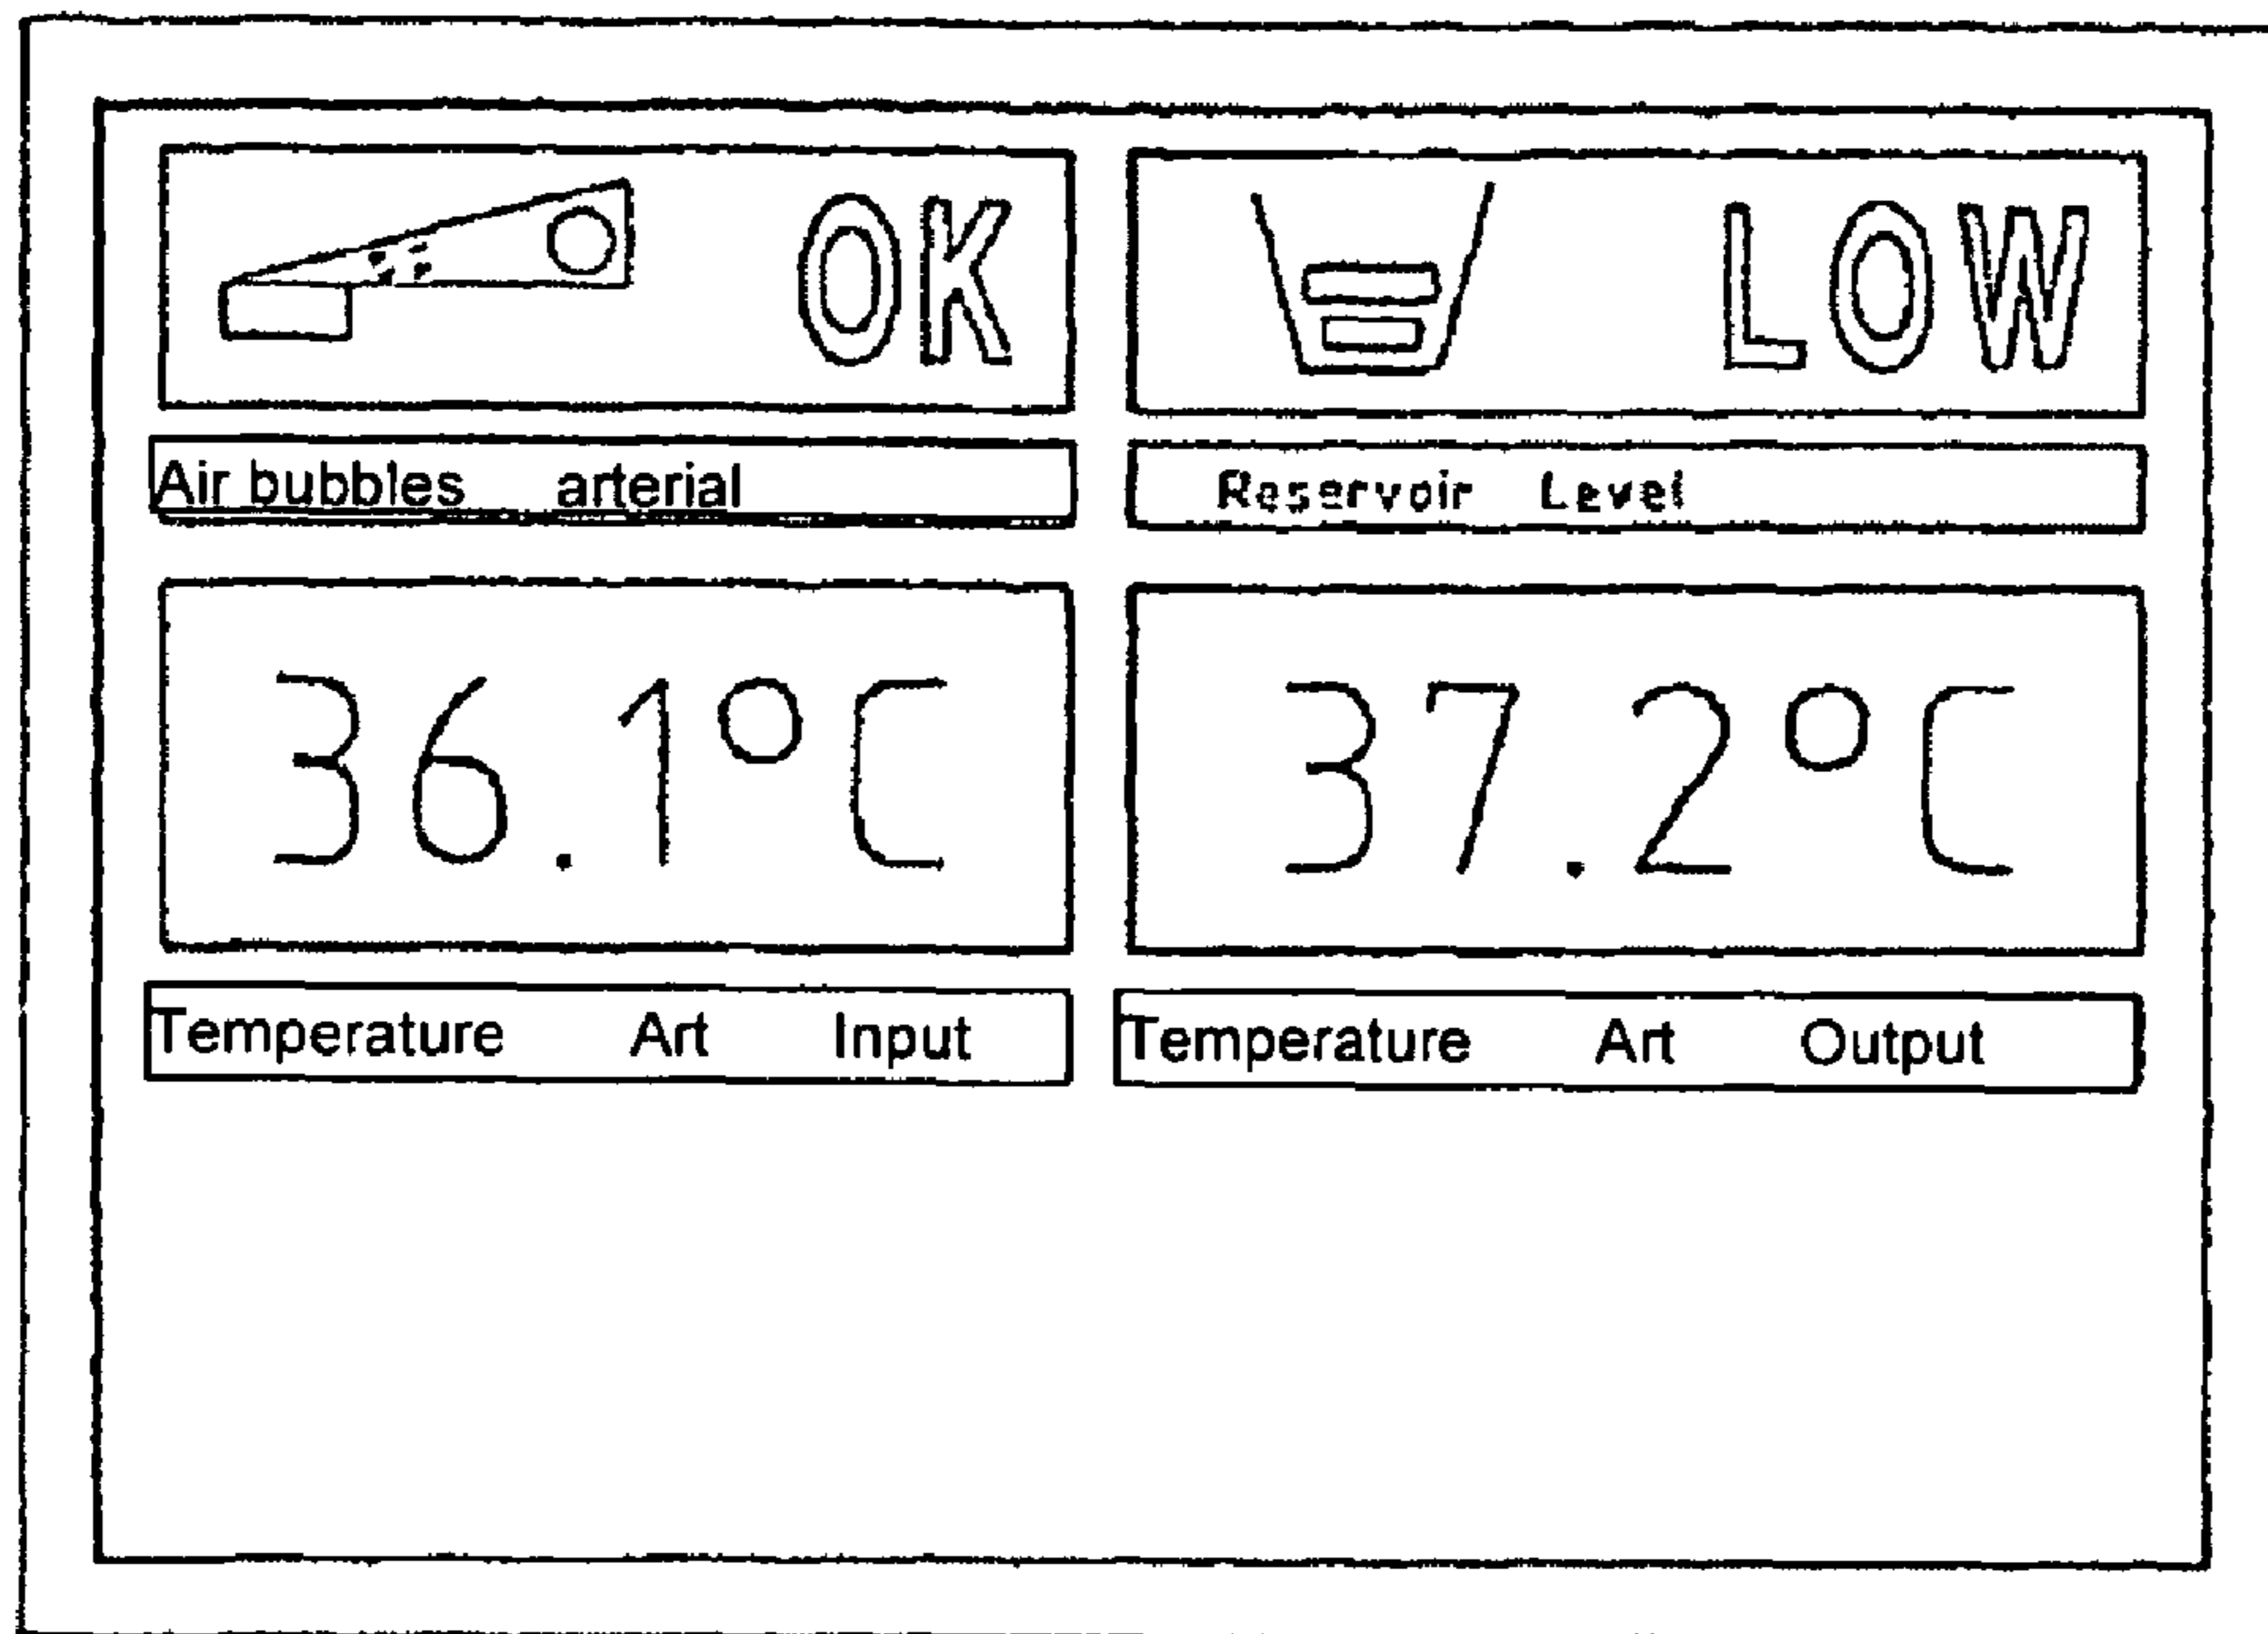 OK
LOW
Air bubbles arterial
Reservoir Level
36.1°C
37.2°C
Temperature Art Input
Temperature Art Output